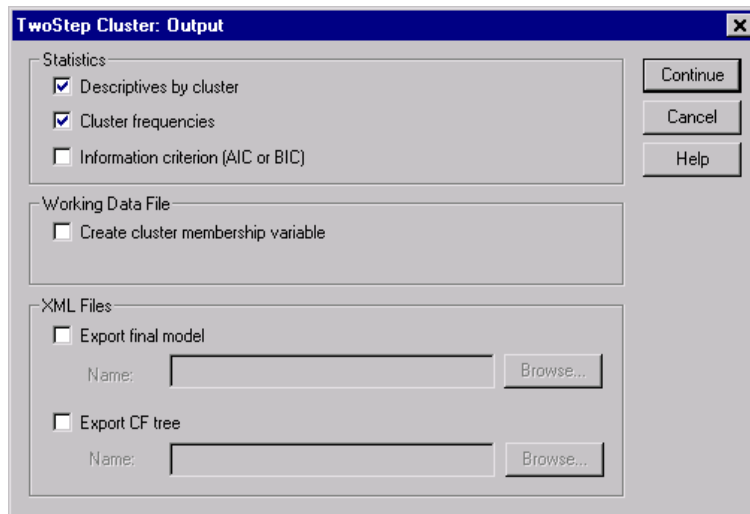 TwoStep Cluster: Output
Statistics
Descriptives by cluster
Cluster frequencies
Information criterion (AIC or BIC)
Working Data File
Create cluster membership variable
XML Files
Export final model
Name:
Browse...
Export CF tree
Name:
Browse...
Continue
Cancel
Help